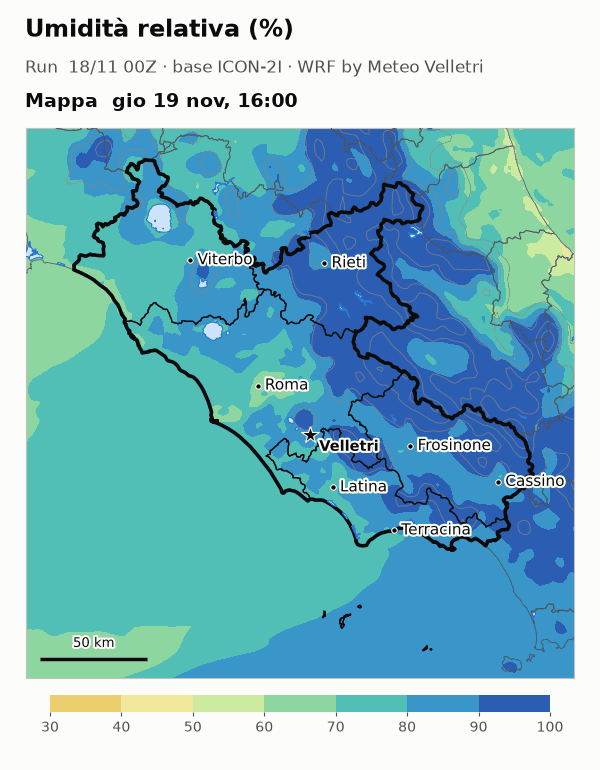 Umidità relativa (%)
Run  18/11 00Z · base ICON-2I · WRF by Meteo Velletri
Mappa  gio 19 nov, 16:00
Viterbo
Rieti
Roma
Velletri
Frosinone
Cassino
Latina
Terracina
50 km
30 40 50 60 70 80 90 100